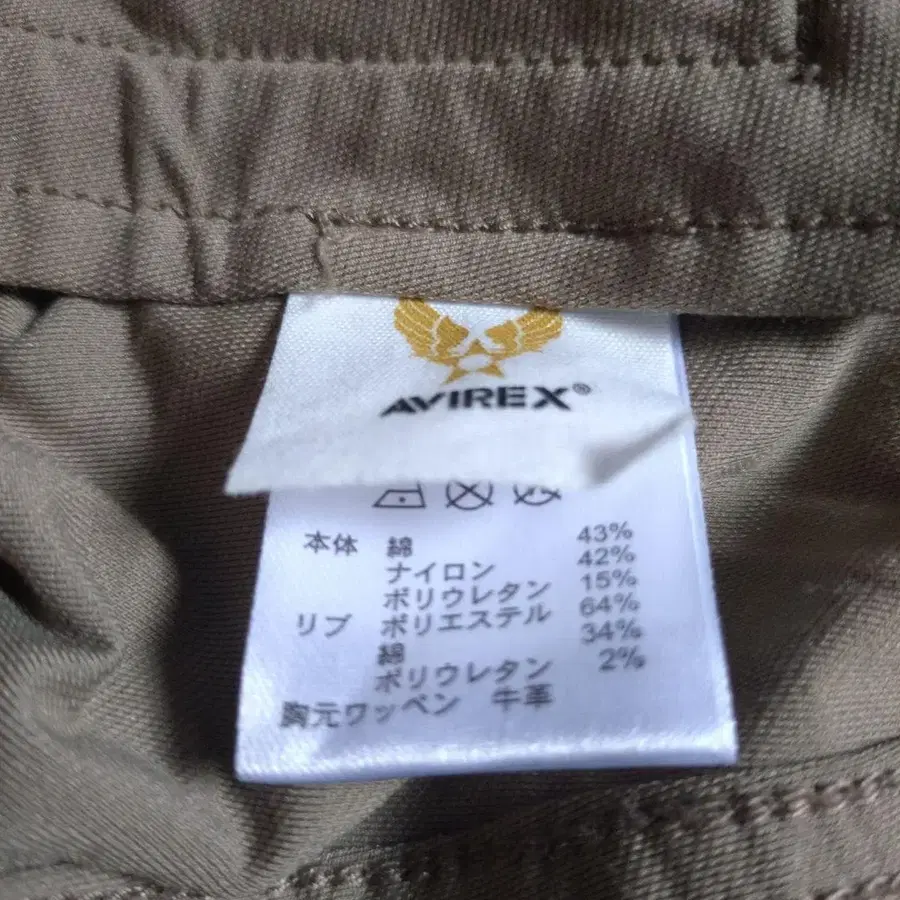 AVIREX®
本体 綿 43%
ナイロン 42%
ポリウレタン 15%
リブ ポリエステル 64%
綿 34%
ポリウレタン 2%
胸元ワッペン 牛革